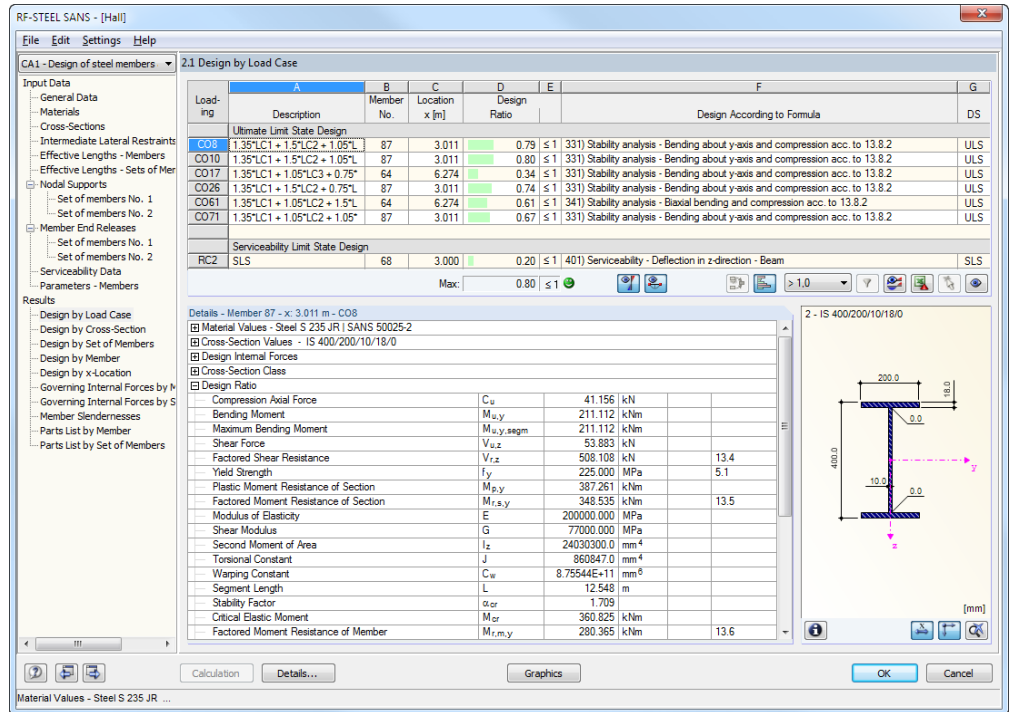 RF-STEEL SANS - [Hall]
File Edit Settings Help
CA1 - Design of steel members
2.1 Design by Load Case
Input Data
General Data
Materials
Cross-Sections
Intermediate Lateral Restraints
Effective Lengths - Members
Effective Lengths - Sets of Mer
Nodal Supports
Set of members No. 1
Set of members No. 2
Member End Releases
Set of members No. 1
Set of members No. 2
Serviceability Data
Parameters - Members
Results
Design by Load Case
Design by Cross-Section
Design by Set of Members
Design by Member
Design by x-Location
Governing Internal Forces by M
Governing Internal Forces by S
Member Slendernesses
Parts List by Member
Parts List by Set of Members
A B C D E F G
Load-ing Description Member No. Location x [m] Design Ratio Design According to Formula DS
Ultimate Limit State Design
CO8 1.35*LC1 + 1.5*LC2 + 1.05*L 87 3.011 0.79 ≤ 1 331) Stability analysis - Bending about y-axis and compression acc. to 13.8.2 ULS
CO10 1.35*LC1 + 1.5*LC2 + 1.05*L 87 3.011 0.80 ≤ 1 331) Stability analysis - Bending about y-axis and compression acc. to 13.8.2 ULS
CO17 1.35*LC1 + 1.05*LC3 + 0.75* 64 6.274 0.34 ≤ 1 331) Stability analysis - Bending about y-axis and compression acc. to 13.8.2 ULS
CO26 1.35*LC1 + 1.5*LC2 + 0.75*L 87 3.011 0.74 ≤ 1 331) Stability analysis - Bending about y-axis and compression acc. to 13.8.2 ULS
CO61 1.35*LC1 + 1.05*LC2 + 1.5*L 64 6.274 0.61 ≤ 1 341) Stability analysis - Biaxial bending and compression acc. to 13.8.2 ULS
CO71 1.35*LC1 + 1.05*LC2 + 1.05* 87 3.011 0.67 ≤ 1 331) Stability analysis - Bending about y-axis and compression acc. to 13.8.2 ULS
Serviceability Limit State Design
RC2 SLS 68 3.000 0.20 ≤ 1 401) Serviceability - Deflection in z-direction - Beam SLS
Max: 0.80 ≤ 1 > 1,0
Details - Member 87 - x: 3.011 m - CO8
Material Values - Steel S 235 JR | SANS 50025-2
Cross-Section Values - IS 400/200/10/18/0
Design Internal Forces
Cross-Section Class
Design Ratio
Compression Axial Force Cu 41.156 kN
Bending Moment Mu,y 211.112 kNm
Maximum Bending Moment Mu,y,segm 211.112 kNm
Shear Force Vu,z 53.883 kN
Factored Shear Resistance Vr,z 508.108 kN 13.4
Yield Strength fy 225.000 MPa 5.1
Plastic Moment Resistance of Section Mp,y 387.261 kNm
Factored Moment Resistance of Section Mr,s,y 348.535 kNm 13.5
Modulus of Elasticity E 200000.000 MPa
Shear Modulus G 77000.000 MPa
Second Moment of Area Iz 24030300.0 mm4
Torsional Constant J 860847.0 mm4
Warping Constant Cw 8.75544E+11 mm6
Segment Length L 12.548 m
Stability Factor αcr 1.709
Critical Elastic Moment Mcr 360.825 kNm
Factored Moment Resistance of Member Mr,m,y 280.365 kNm 13.6
2 - IS 400/200/10/18/0
200.0
18.0
0.0
400.0
y
10.0
0.0
z
[mm]
Calculation Details... Graphics OK Cancel
Material Values - Steel S 235 JR ...